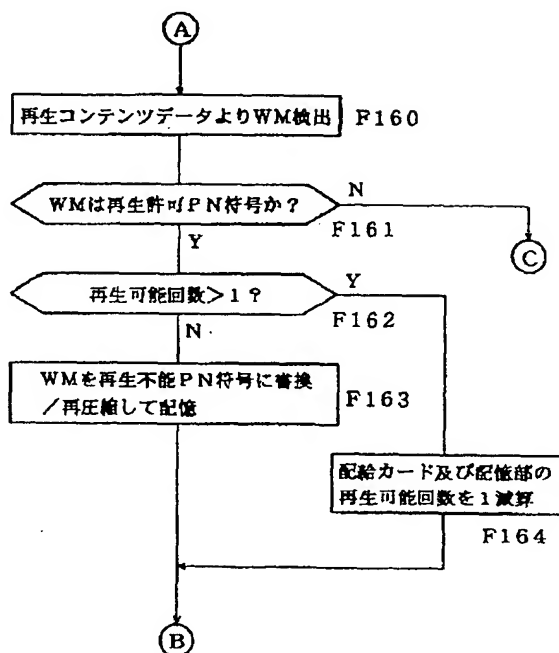 A
再生コンテンツデータよりWM検出
F160
WMは再生許可PN符号か?
N
F161
Y
C
再生可能回数>1?
Y
F162
N
WMを再生不能PN符号に書換
/再圧縮して記憶
F163
配給カード及び記憶部の
再生可能回数を1減算
F164
B